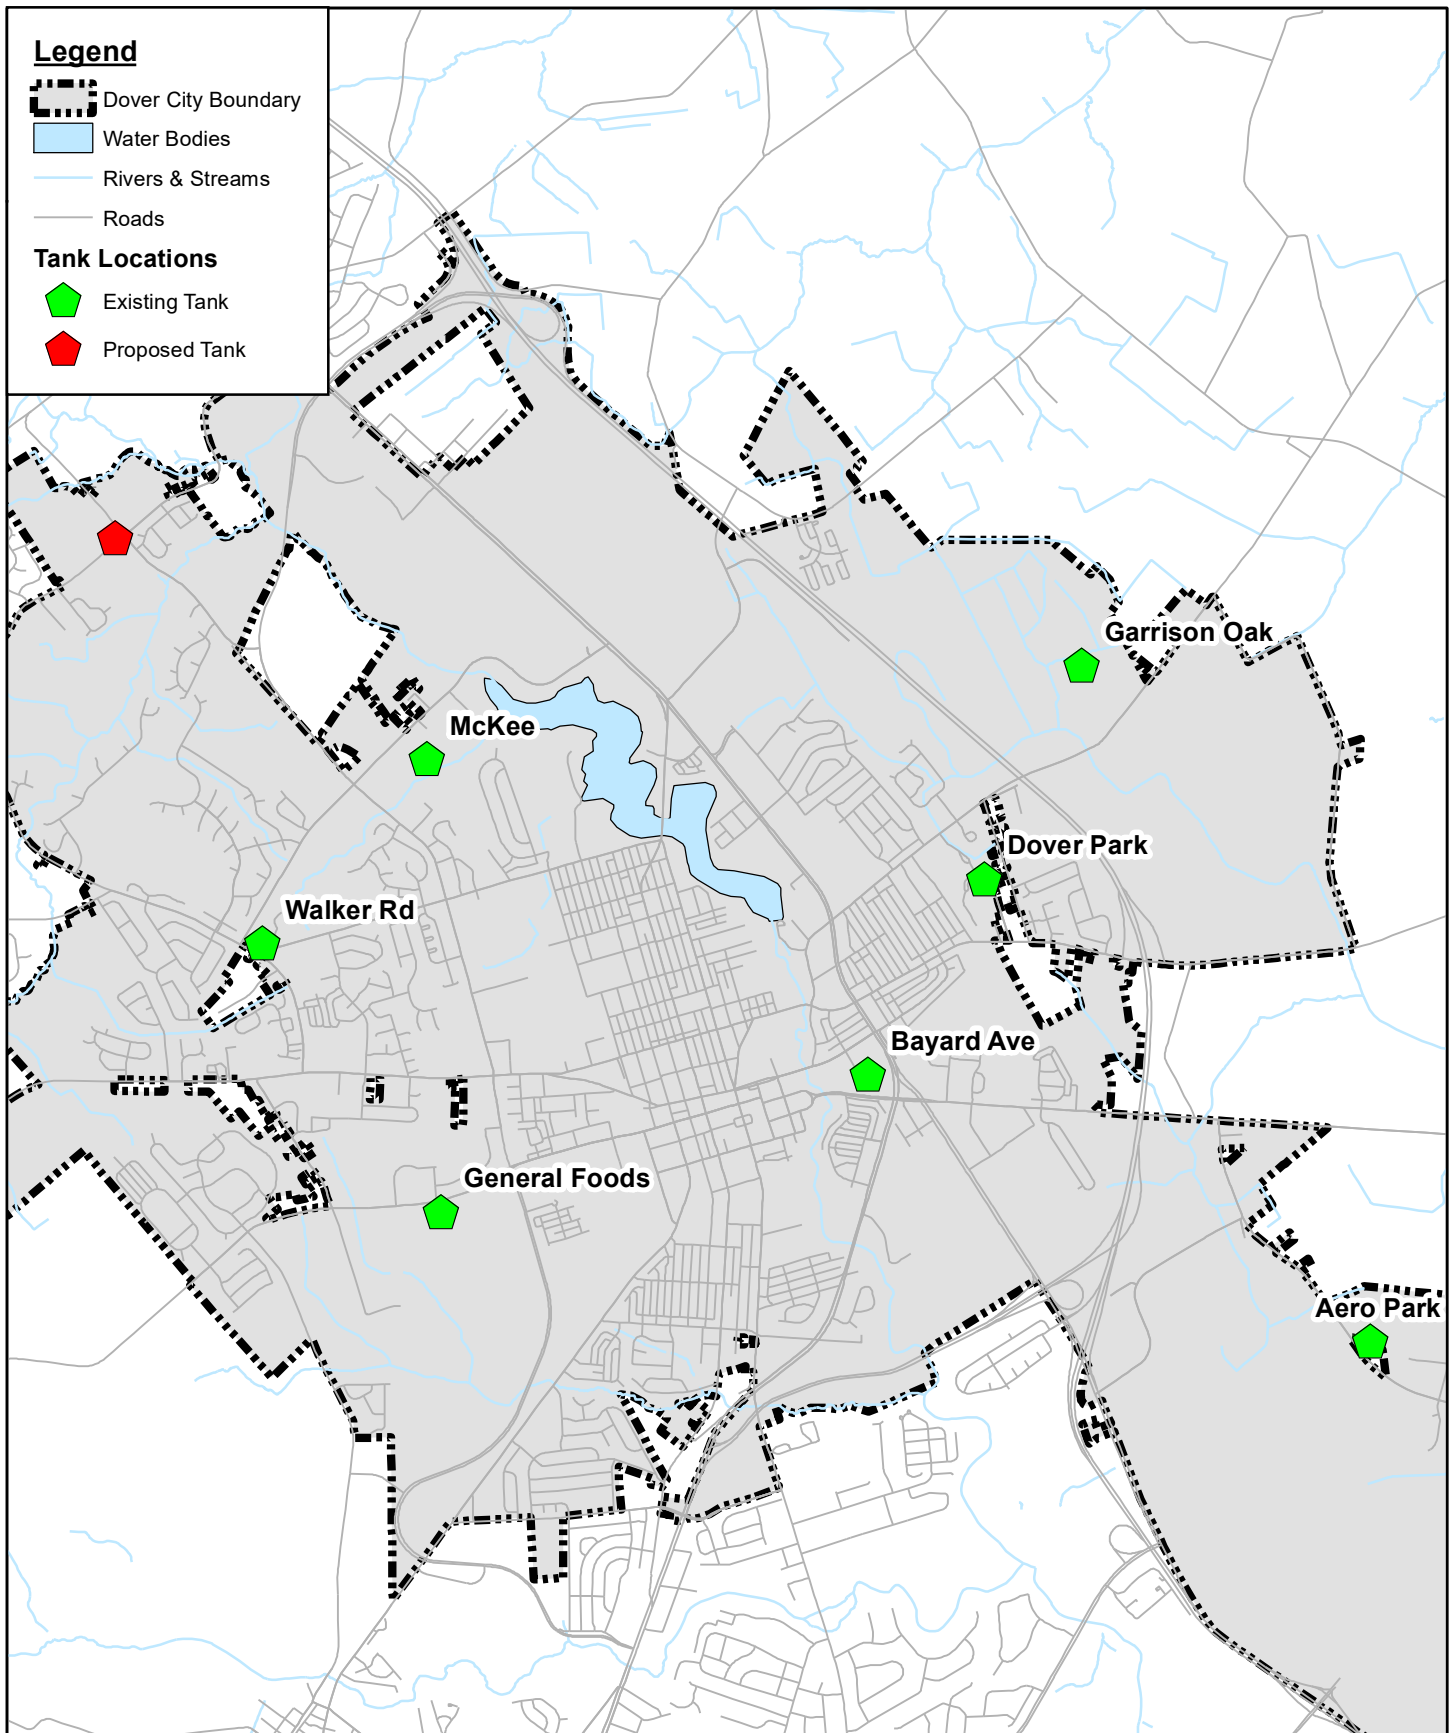 Legend
Dover City Boundary
Water Bodies
Rivers & Streams
Roads
Tank Locations
Existing Tank
Proposed Tank
Garrison Oak
McKee
Dover Park
Walker Rd
Bayard Ave
General Foods
Aero Park